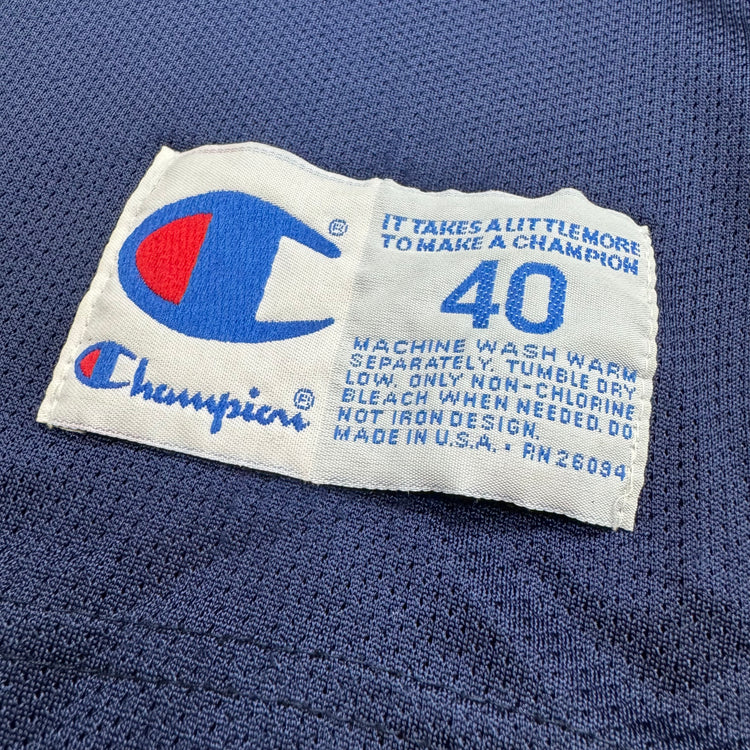 IT TAKES A LITTLE MORE
TO MAKE A CHAMPION
40
MACHINE WASH WARM
SEPARATELY. TUMBLE DRY
LOW. ONLY NON-CHLORINE
BLEACH WHEN NEEDED. DO
NOT IRON DESIGN.
MADE IN U.S.A. • RN 26094
®
Champion®